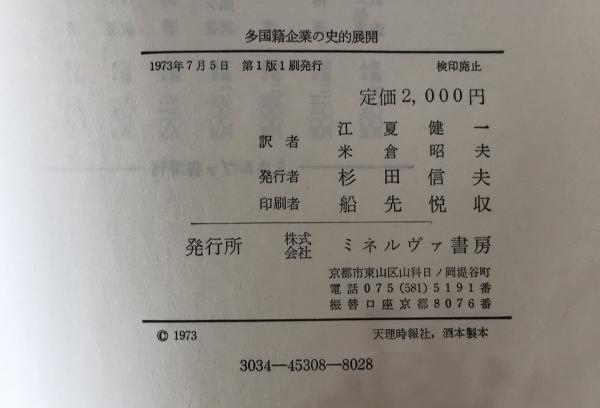 多国籍企業の史的展開
1973年7月5日 第1版1刷発行 検印廃止
定価2,000円
訳者 江夏健一
米倉昭夫
発行者 杉田信夫
印刷者 船先悦収
発行所 株式会社 ミネルヴァ書房
京都市東山区山科日ノ岡堤谷町
電話075(581)5191番
振替口座京都8076番
© 1973 天理時報社, 酒本製本
3034—45308—8028